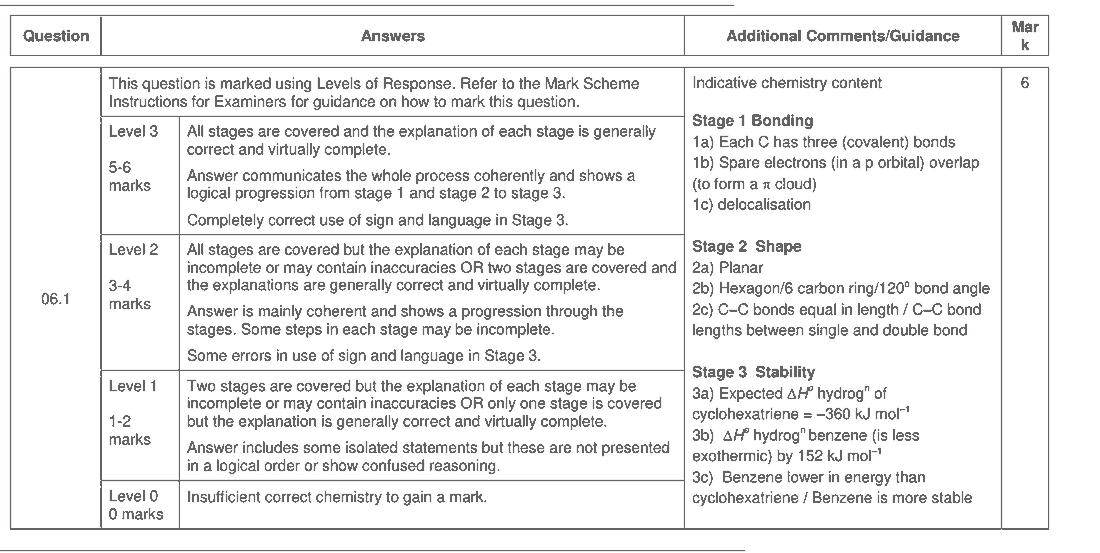 Question
Answers
Additional Comments/Guidance
Mar
k
06.1
This question is marked using Levels of Response. Refer to the Mark Scheme
Instructions for Examiners for guidance on how to mark this question.
Level 3
5-6
marks
All stages are covered and the explanation of each stage is generally
correct and virtually complete.
Answer communicates the whole process coherently and shows a
logical progression from stage 1 and stage 2 to stage 3.
Completely correct use of sign and language in Stage 3.
Level 2
3-4
marks
All stages are covered but the explanation of each stage may be
incomplete or may contain inaccuracies OR two stages are covered and
the explanations are generally correct and virtually complete.
Answer is mainly coherent and shows a progression through the
stages. Some steps in each stage may be incomplete.
Some errors in use of sign and language in Stage 3.
Level 1
1-2
marks
Two stages are covered but the explanation of each stage may be
incomplete or may contain inaccuracies OR only one stage is covered
but the explanation is generally correct and virtually complete.
Answer includes some isolated statements but these are not presented
in a logical order or show confused reasoning.
Level 0
0 marks
Insufficient correct chemistry to gain a mark.
Indicative chemistry content
Stage 1 Bonding
1a) Each C has three (covalent) bonds
1b) Spare electrons (in a p orbital) overlap
(to form a π cloud)
1c) delocalisation
Stage 2 Shape
2a) Planar
2b) Hexagon/6 carbon ring/120° bond angle
2c) C–C bonds equal in length / C–C bond
lengths between single and double bond
Stage 3 Stability
3a) Expected ΔHᶱ hydrogⁿ of
cyclohexatriene = –360 kJ mol⁻¹
3b) ΔHᶱ hydrogⁿ benzene (is less
exothermic) by 152 kJ mol⁻¹
3c) Benzene lower in energy than
cyclohexatriene / Benzene is more stable
6